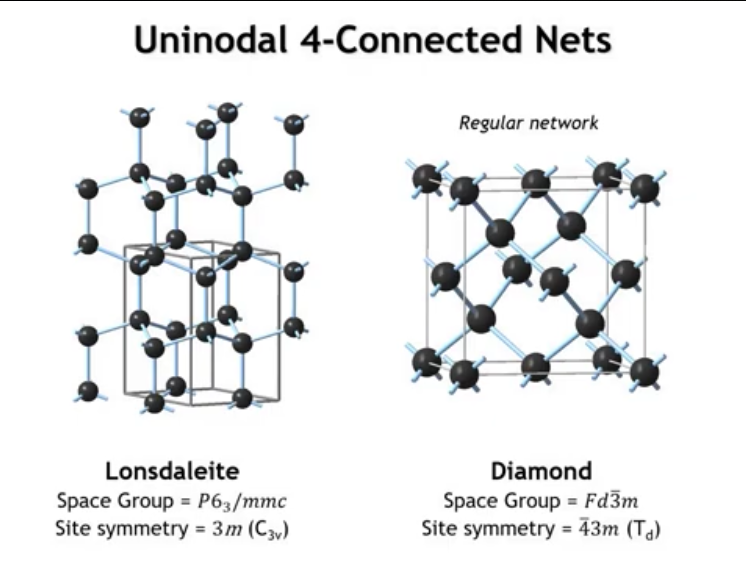 Uninodal 4-Connected Nets
Regular network
Lonsdaleite
Space Group = P6₃/mmc
Site symmetry = 3m (C₃ᵥ)
Diamond
Space Group = Fd3̅m
Site symmetry = 4̅3m (T_d)